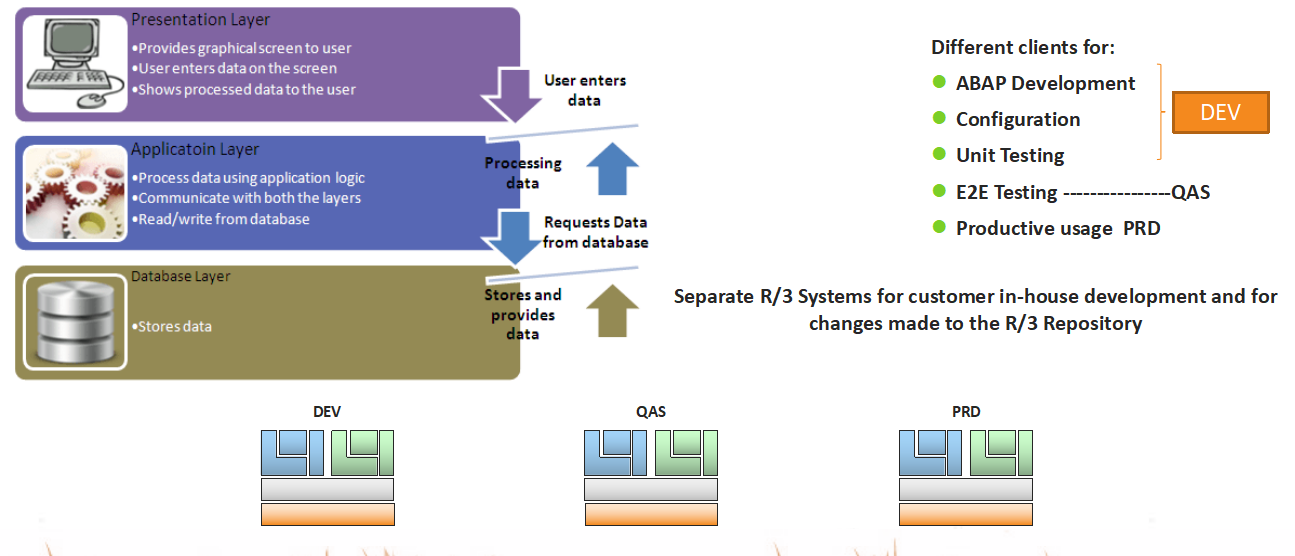 Presentation Layer
•Provides graphical screen to user
•User enters data on the screen
•Shows processed data to the user
User enters
data
Applicatoin Layer
•Process data using application logic
•Communicate with both the layers
•Read/write from database
Processing
data
Requests Data
from database
Database Layer
•Stores data
Stores and
provides
data
Different clients for:
ABAP Development
Configuration
Unit Testing
DEV
E2E Testing ----------------QAS
Productive usage PRD
Separate R/3 Systems for customer in-house development and for
changes made to the R/3 Repository
DEV
QAS
PRD